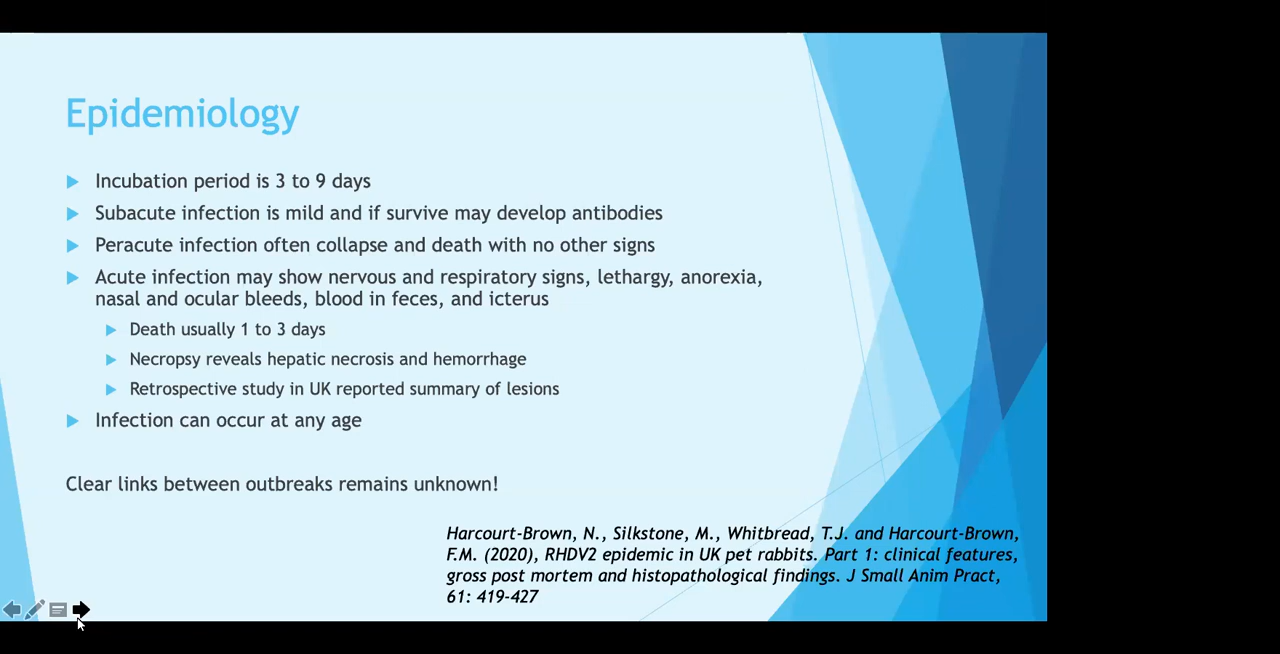 Epidemiology
Incubation period is 3 to 9 days
Subacute infection is mild and if survive may develop antibodies
Peracute infection often collapse and death with no other signs
Acute infection may show nervous and respiratory signs, lethargy, anorexia,
nasal and ocular bleeds, blood in feces, and icterus
Death usually 1 to 3 days
Necropsy reveals hepatic necrosis and hemorrhage
Retrospective study in UK reported summary of lesions
Infection can occur at any age
Clear links between outbreaks remains unknown!
Harcourt-Brown, N., Silkstone, M., Whitbread, T.J. and Harcourt-Brown,
F.M. (2020), RHDV2 epidemic in UK pet rabbits. Part 1: clinical features,
gross post mortem and histopathological findings. J Small Anim Pract,
61: 419-427